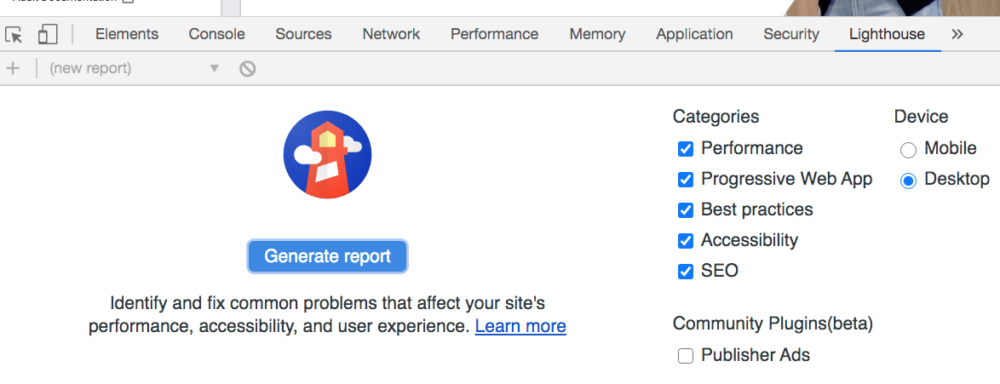 Audit Documentation
Elements Console Sources Network Performance Memory Application Security Lighthouse
(new report)
Categories Device
Performance Mobile
Progressive Web App Desktop
Best practices
Accessibility
SEO
Generate report
Identify and fix common problems that affect your site's
performance, accessibility, and user experience. Learn more
Community Plugins(beta)
Publisher Ads